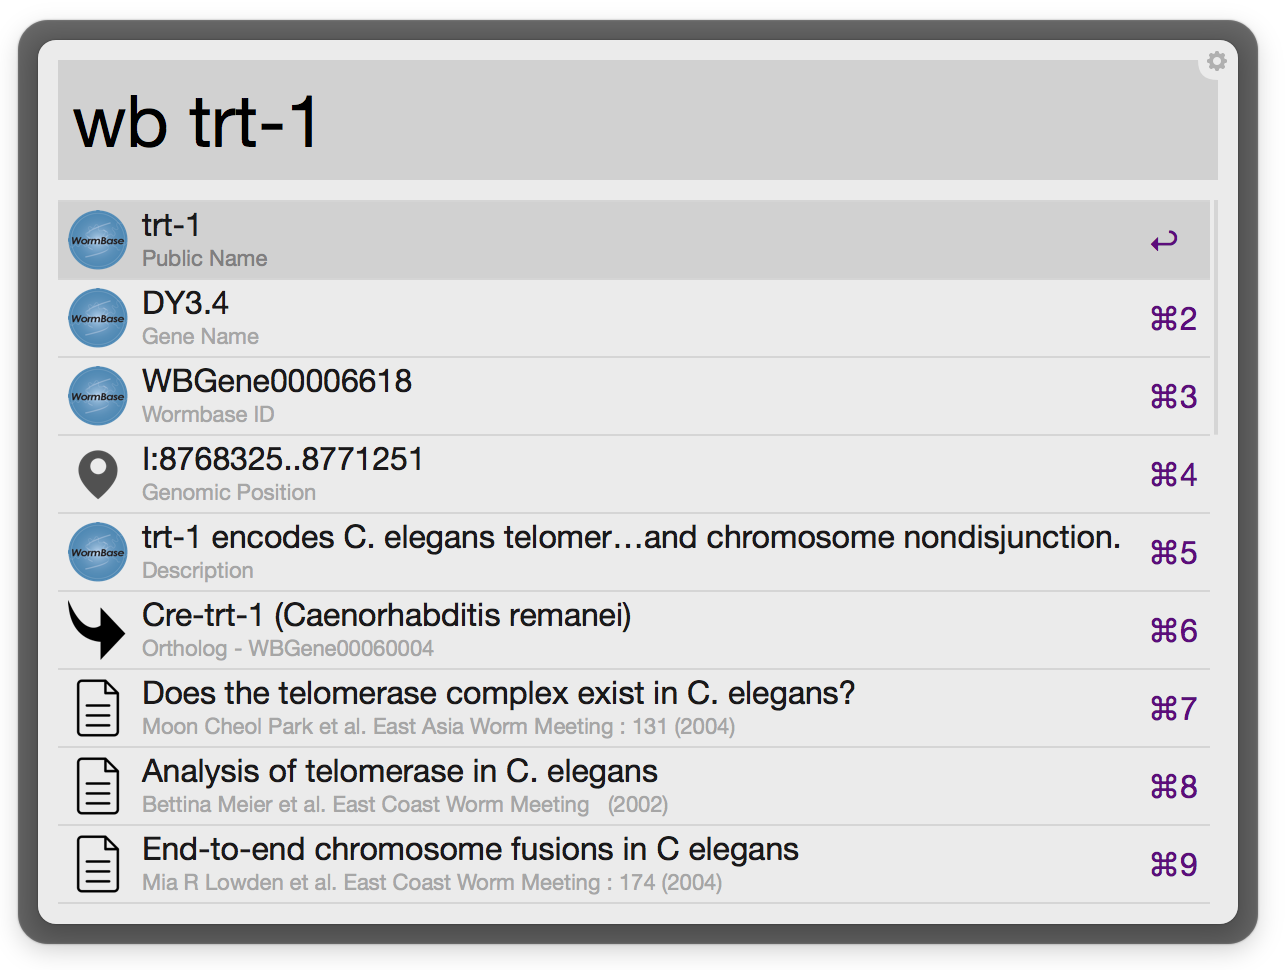 wb trt-1
WormBase
trt-1
Public Name
↩
WormBase
DY3.4
Gene Name
⌘2
WormBase
WBGene00006618
Wormbase ID
⌘3
I:8768325..8771251
Genomic Position
⌘4
WormBase
trt-1 encodes C. elegans telomer…and chromosome nondisjunction.
Description
⌘5
Cre-trt-1 (Caenorhabditis remanei)
Ortholog - WBGene00060004
⌘6
Does the telomerase complex exist in C. elegans?
Moon Cheol Park et al. East Asia Worm Meeting : 131 (2004)
⌘7
Analysis of telomerase in C. elegans
Bettina Meier et al. East Coast Worm Meeting   (2002)
⌘8
End-to-end chromosome fusions in C elegans
Mia R Lowden et al. East Coast Worm Meeting : 174 (2004)
⌘9